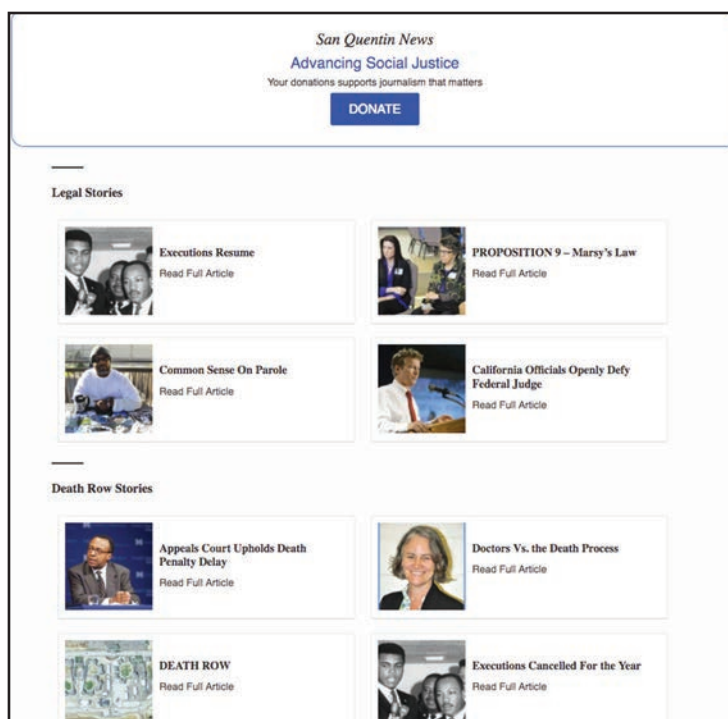 San Quentin News
Advancing Social Justice
Your donations supports journalism that matters
DONATE
Legal Stories
Executions Resume
Read Full Article
PROPOSITION 9 – Marsy's Law
Read Full Article
Common Sense On Parole
Read Full Article
California Officials Openly Defy
Federal Judge
Read Full Article
Death Row Stories
Appeals Court Upholds Death
Penalty Delay
Read Full Article
Doctors Vs. the Death Process
Read Full Article
DEATH ROW
Read Full Article
Executions Cancelled For the Year
Read Full Article